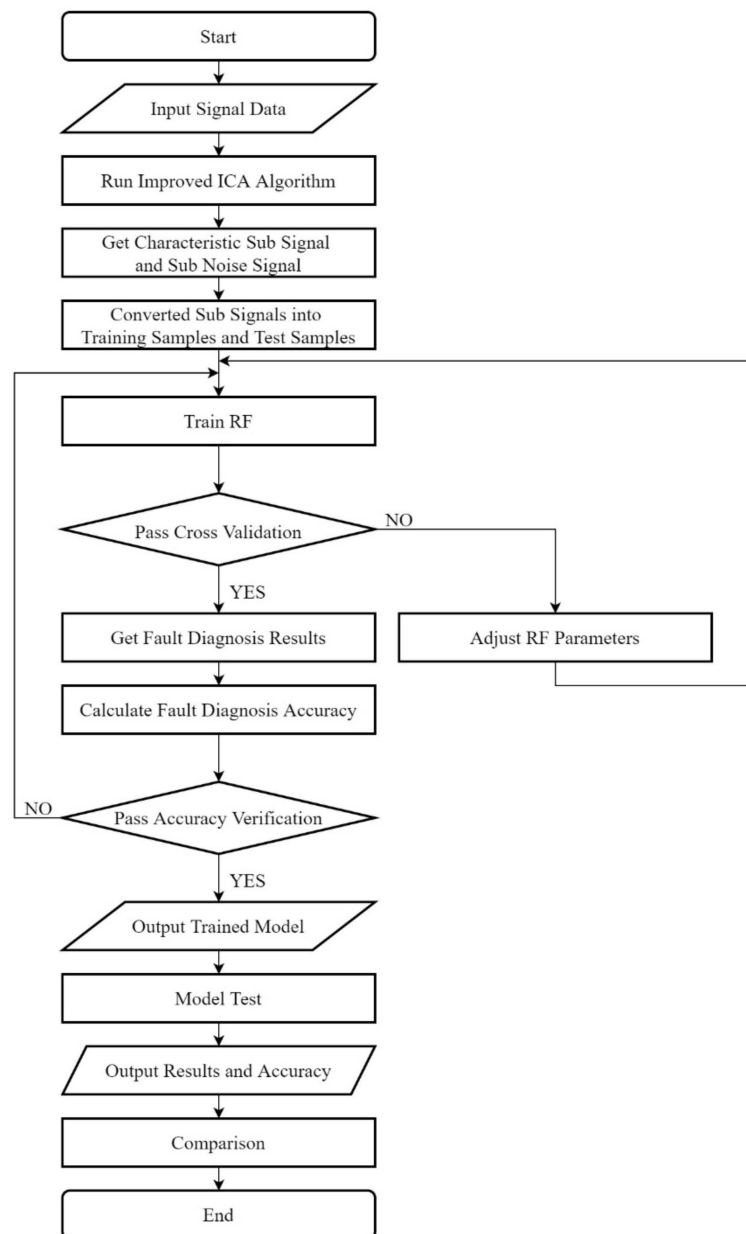 Start
Input Signal Data
Run Improved ICA Algorithm
Get Characteristic Sub Signal
and Sub Noise Signal
Converted Sub Signals into
Training Samples and Test Samples
Train RF
Pass Cross Validation
NO
YES
Get Fault Diagnosis Results
Adjust RF Parameters
Calculate Fault Diagnosis Accuracy
NO
Pass Accuracy Verification
YES
Output Trained Model
Model Test
Output Results and Accuracy
Comparison
End